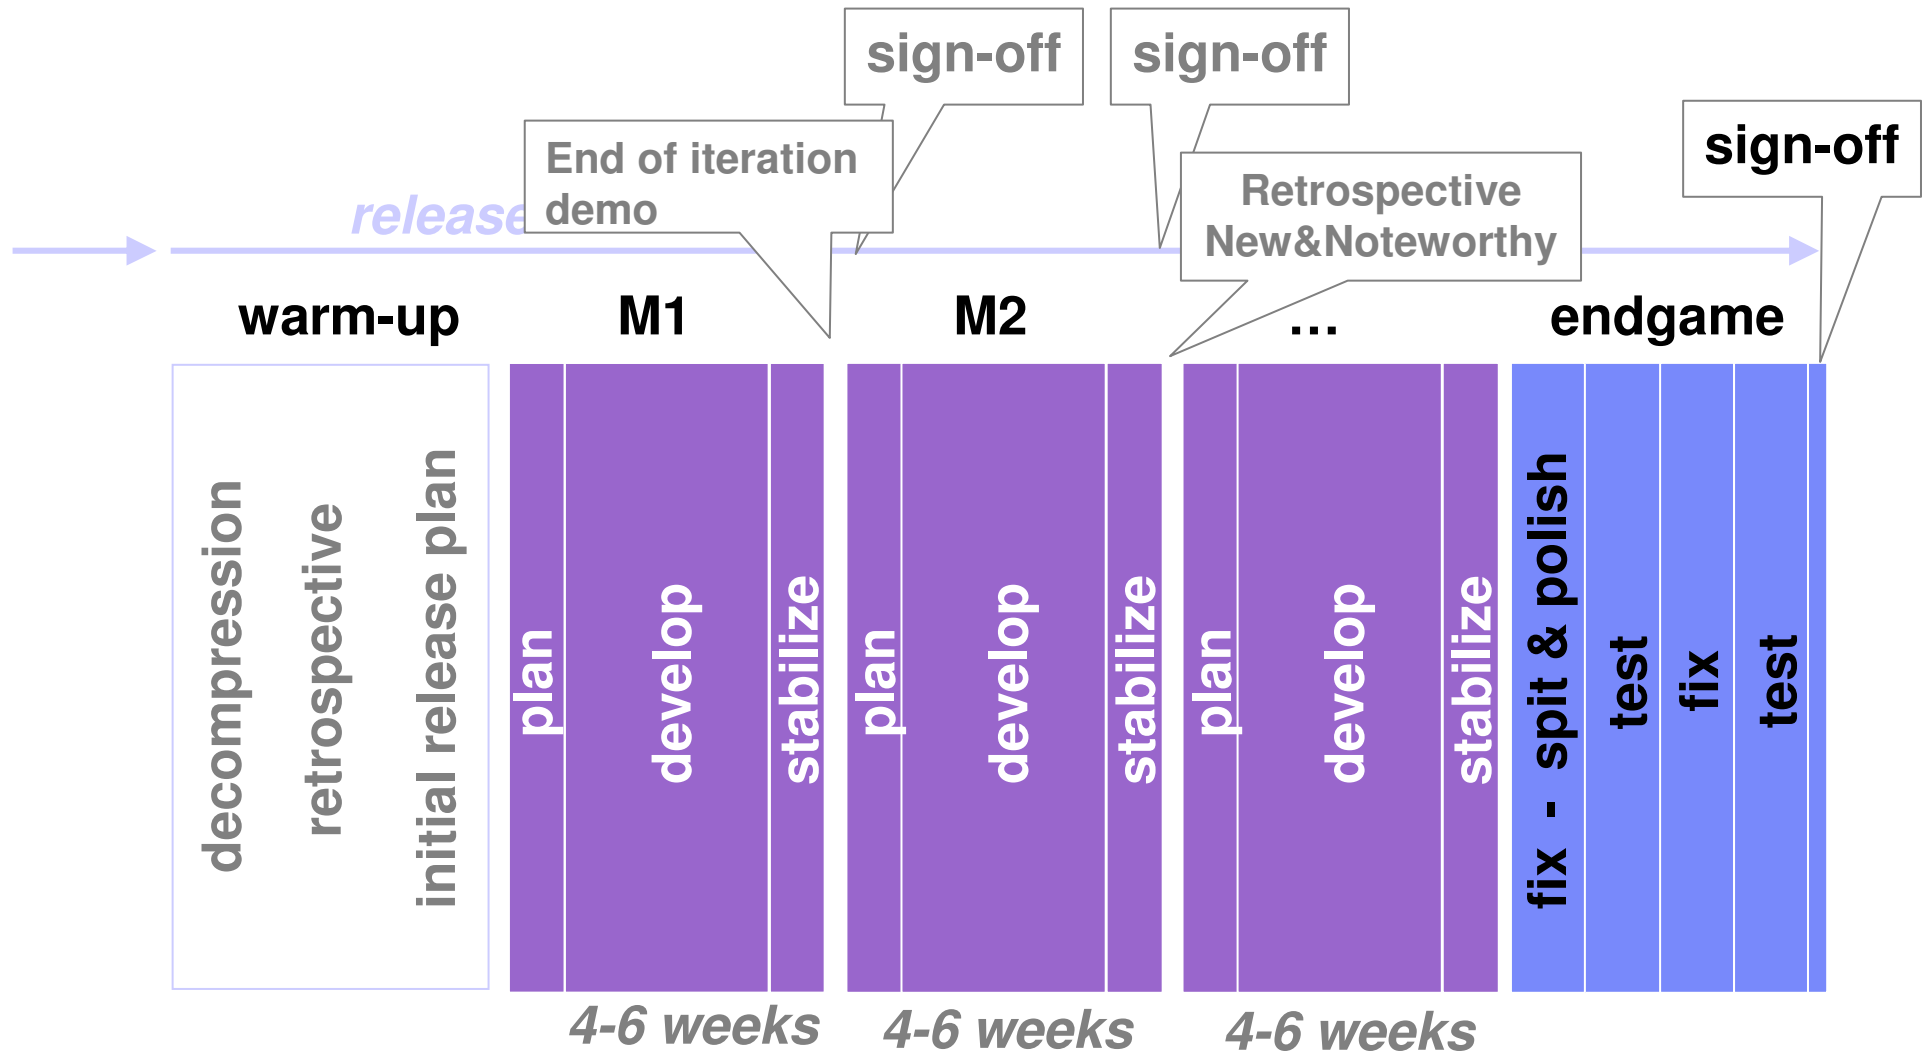 sign-off
sign-off
sign-off
End of iteration
demo
Retrospective
New&Noteworthy
release
warm-up
M1
M2
...
endgame
decompression
retrospective
initial release plan
plan
develop
stabilize
plan
develop
stabilize
plan
develop
stabilize
fix - spit & polish
test
fix
test
4-6 weeks
4-6 weeks
4-6 weeks